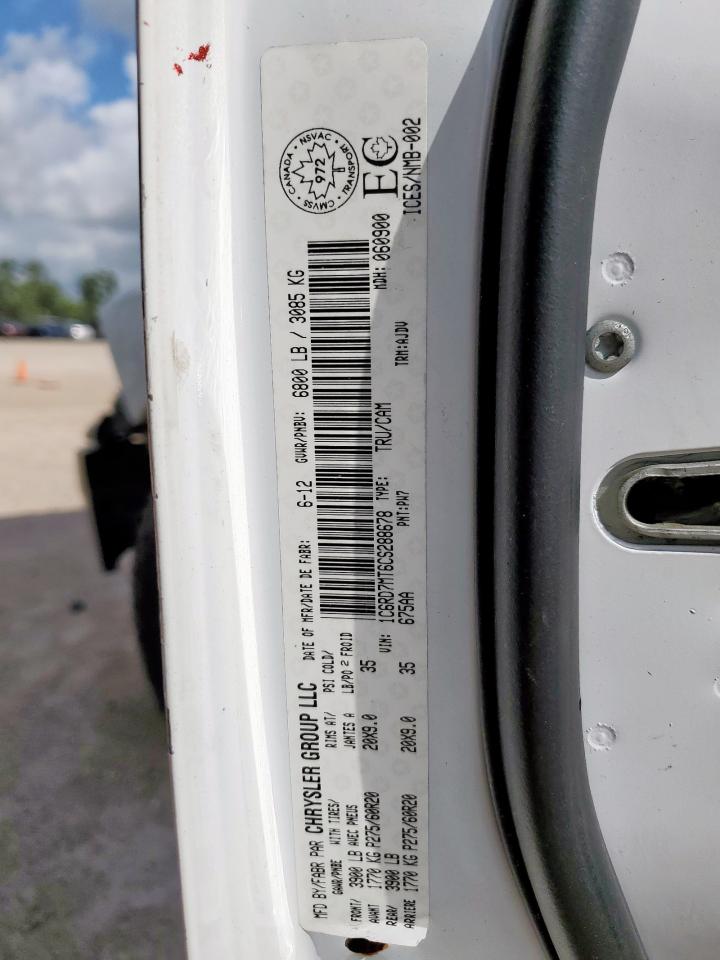 MFD BY/FABR PAR CHRYSLER GROUP LLC
DATE OF MFR/DATE DE FABR: 6-12 GVWR/PNBV: 6800 LB / 3085 KG
GAWR/PNBE WITH TIRES/ RIMS AT/ PSI COLD/
AVEC PNEUS JANTES A LB/PO² FROID
FRONT/ 3900 LB
AVANT 1770 KG P275/60R20 20X9.0 35
REAR/ 3900 LB
ARRIERE 1770 KG P275/60R20 20X9.0 35
VIN: 1C6RD7MT6CS288678 TYPE: TRU/CAM MDH: 060900
675AA PNT:PW7 TRM:AJDV
CANADA • NSVAC • TRANSPORT • CMVSS
972
EC
ICES/NMB-002